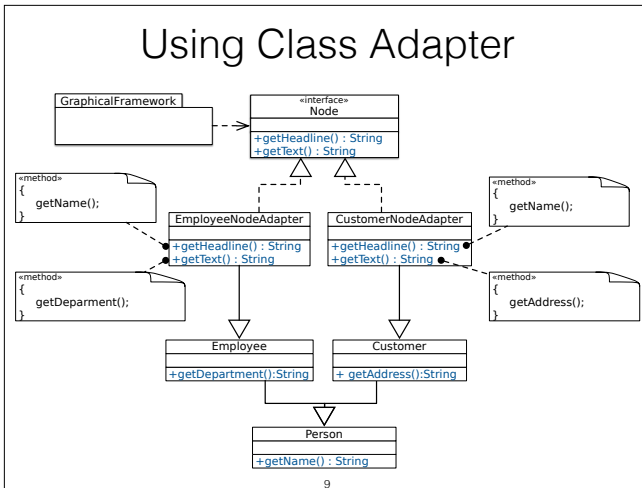 Using Class Adapter
GraphicalFramework
«interface»
Node
+getHeadline() : String
+getText() : String
«method»
{
getName();
}
«method»
{
getDeparment();
}
EmployeeNodeAdapter
+getHeadline() : String
+getText() : String
CustomerNodeAdapter
+getHeadline() : String
+getText() : String
«method»
{
getName();
}
«method»
{
getAddress();
}
Employee
+getDepartment():String
Customer
+ getAddress():String
Person
+getName() : String
9